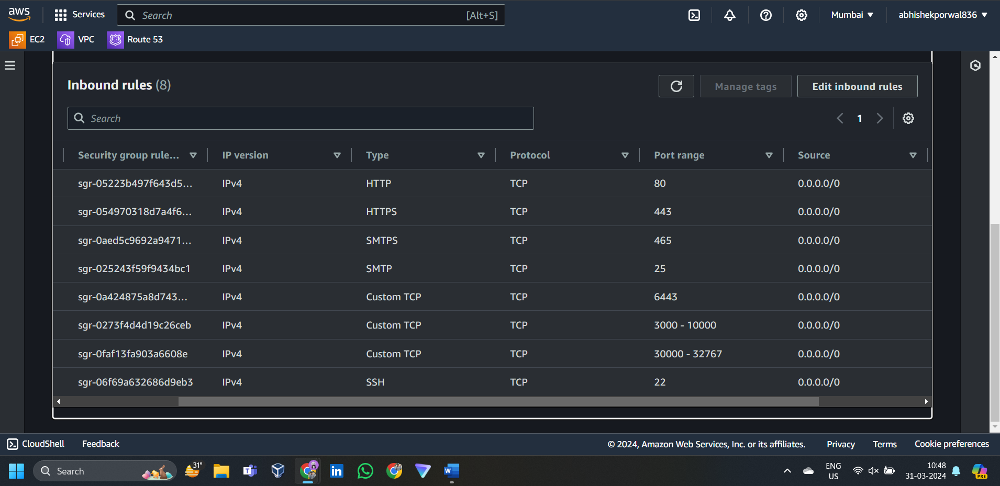 aws
Services
Search
[Alt+S]
Mumbai ▼
abhishekporwal836 ▼
EC2
VPC
53
Route 53
Inbound rules (8)
Manage tags
Edit inbound rules
Search
1
Security group rule...
IP version
Type
Protocol
Port range
Source
sgr-05223b497f643d5... IPv4 HTTP TCP 80 0.0.0.0/0
sgr-054970318d7a4f6... IPv4 HTTPS TCP 443 0.0.0.0/0
sgr-0aed5c9692a9471... IPv4 SMTPS TCP 465 0.0.0.0/0
sgr-025243f59f9434bc1 IPv4 SMTP TCP 25 0.0.0.0/0
sgr-0a424875a8d743... IPv4 Custom TCP TCP 6443 0.0.0.0/0
sgr-0273f4d4d19c26ceb IPv4 Custom TCP TCP 3000 - 10000 0.0.0.0/0
sgr-0faf13fa903a6608e IPv4 Custom TCP TCP 30000 - 32767 0.0.0.0/0
sgr-06f69a632686d9eb3 IPv4 SSH TCP 22 0.0.0.0/0
CloudShell
Feedback
© 2024, Amazon Web Services, Inc. or its affiliates.
Privacy
Terms
Cookie preferences
Search
31°
T
in
W
ENG
US
10:48
31-03-2024
PRE